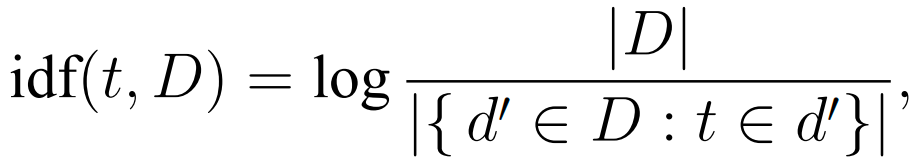 idf(t, D) = log |D| / |{ d′ ∈ D : t ∈ d′}|,